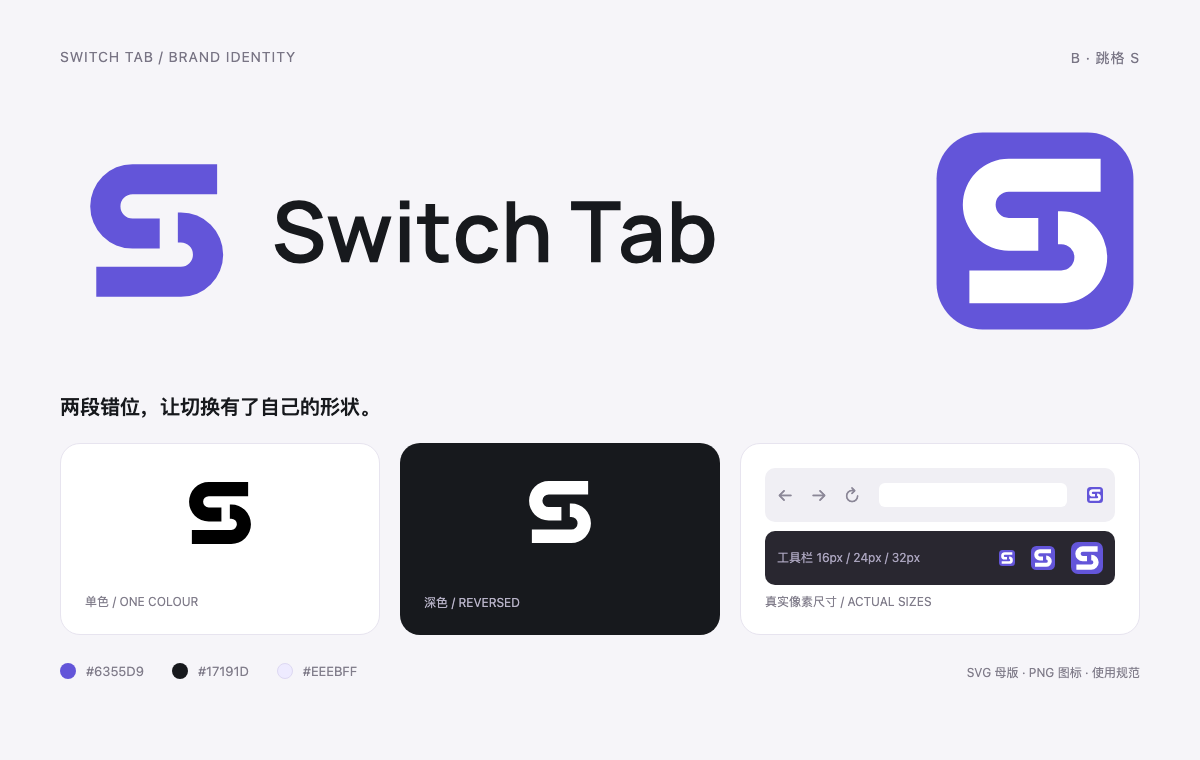 SWITCH TAB / BRAND IDENTITY
B · 跳格 S
Switch Tab
两段错位，让切换有了自己的形状。
单色 / ONE COLOUR
深色 / REVERSED
工具栏 16px / 24px / 32px
真实像素尺寸 / ACTUAL SIZES
#6355D9
#17191D
#EEEBFF
SVG 母版 · PNG 图标 · 使用规范